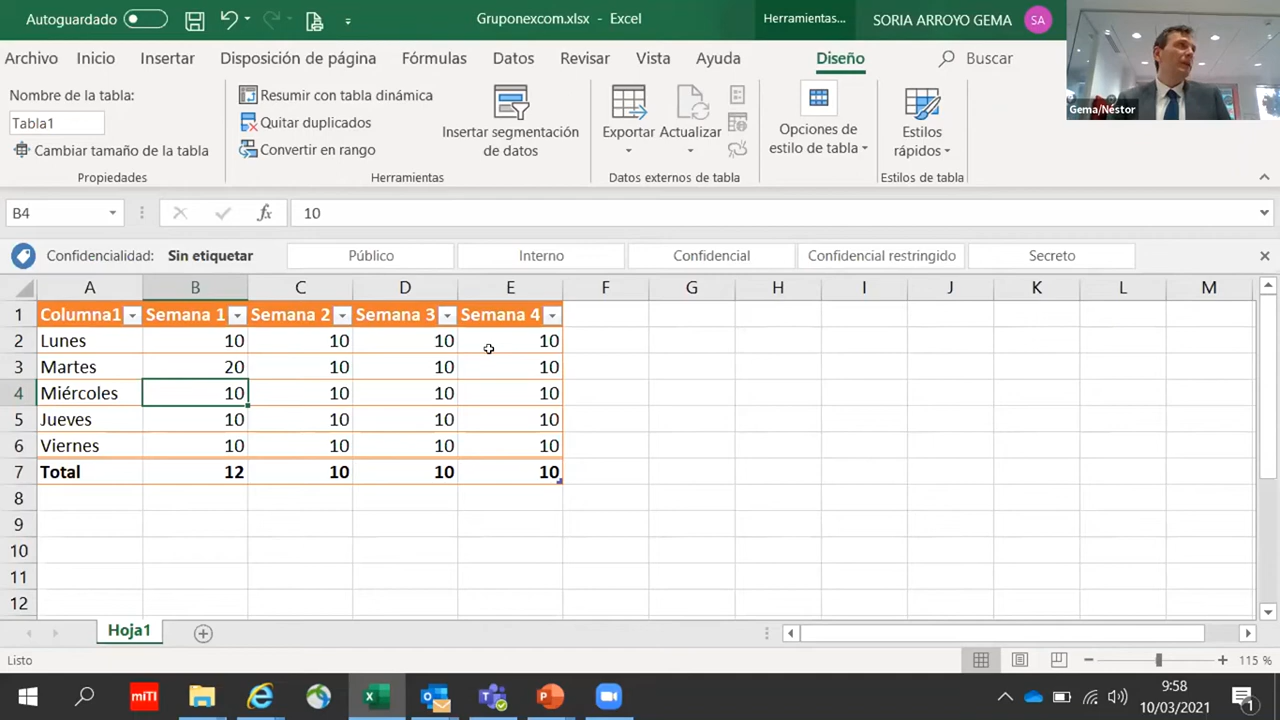 Autoguardado
Gruponexcom.xlsx - Excel
Herramientas...
SORIA ARROYO GEMA
SA
Archivo Inicio Insertar Disposición de página Fórmulas Datos Revisar Vista Ayuda Diseño Buscar
Gema/Néstor
Nombre de la tabla:
Tabla1
Cambiar tamaño de la tabla
Propiedades
Resumir con tabla dinámica
Quitar duplicados
Convertir en rango
Insertar segmentación
de datos
Herramientas
Exportar
Actualizar
Datos externos de tabla
Opciones de
estilo de tabla
Estilos
rápidos
Estilos de tabla
B4
fx
10
Confidencialidad: Sin etiquetar Público Interno Confidencial Confidencial restringido Secreto
A B C D E F G H I J K L M
1 Columna1 Semana 1 Semana 2 Semana 3 Semana 4
2 Lunes 10 10 10 10
3 Martes 20 10 10 10
4 Miércoles 10 10 10 10
5 Jueves 10 10 10 10
6 Viernes 10 10 10 10
7 Total 12 10 10 10
8
9
10
11
12
Hoja1
Listo
115 %
miTI
9:58
10/03/2021
1